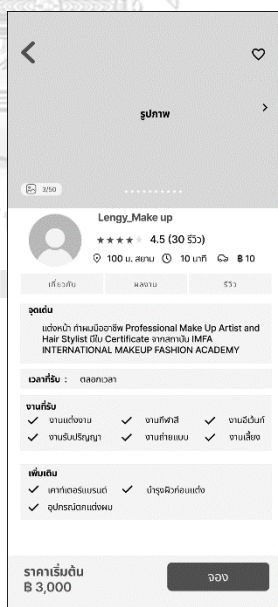 รูปภาพ
3/50
Lengy_Make up
4.5 (30 รีวิว)
100 ม. สยาม 10 นาที ฿ 10
เกี่ยวกับ ผลงาน รีวิว
จุดเด่น
แต่งหน้า ทำผมมืออาชีพ Professional Make Up Artist and
Hair Stylist มีใบ Certificate จากสถาบัน IMFA
INTERNATIONAL MAKEUP FASHION ACADEMY
เวลาที่รับ : ตลอดเวลา
งานที่รับ
งานแต่งงาน งานกีฬาสี งานอีเว้นท์
งานรับปริญญา งานถ่ายแบบ งานเลี้ยง
เพิ่มเติม
เคาท์เตอร์แบรนด์ บำรุงผิวก่อนแต่ง
อุปกรณ์ตกแต่งผม
ราคาเริ่มต้น
฿ 3,000 จอง